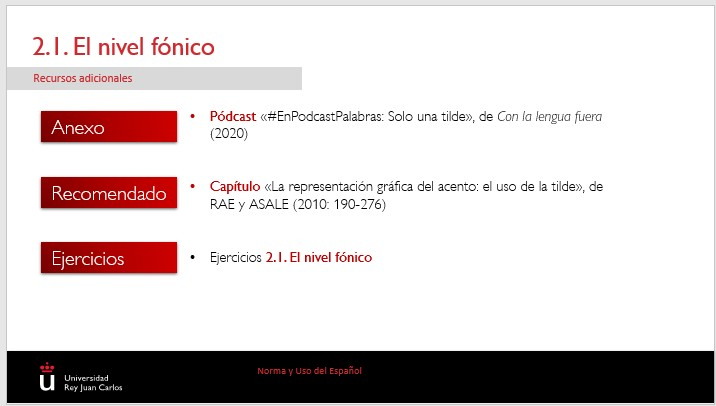 2.1. El nivel fónico
Recursos adicionales
Anexo
• Pódcast «#EnPodcastPalabras: Solo una tilde», de Con la lengua fuera
(2020)
Recomendado
• Capítulo «La representación gráfica del acento: el uso de la tilde», de
RAE y ASALE (2010: 190-276)
Ejercicios
• Ejercicios 2.1. El nivel fónico
Universidad
Rey Juan Carlos
Norma y Uso del Español